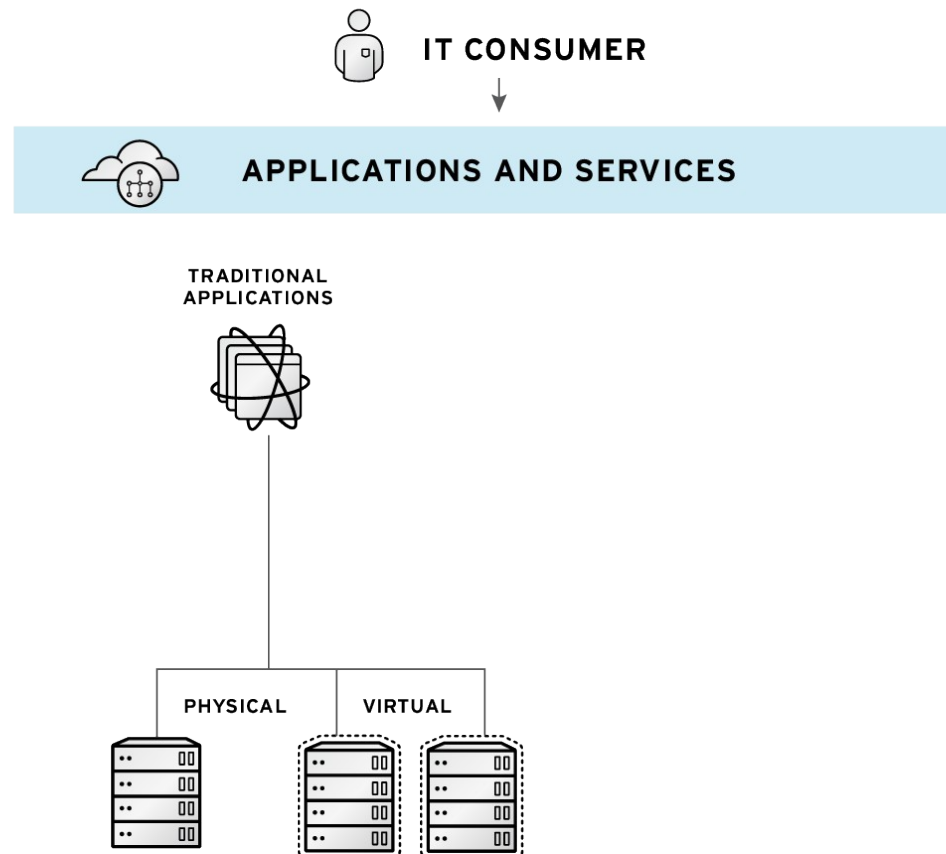 IT CONSUMER
APPLICATIONS AND SERVICES
TRADITIONAL
APPLICATIONS
PHYSICAL
VIRTUAL